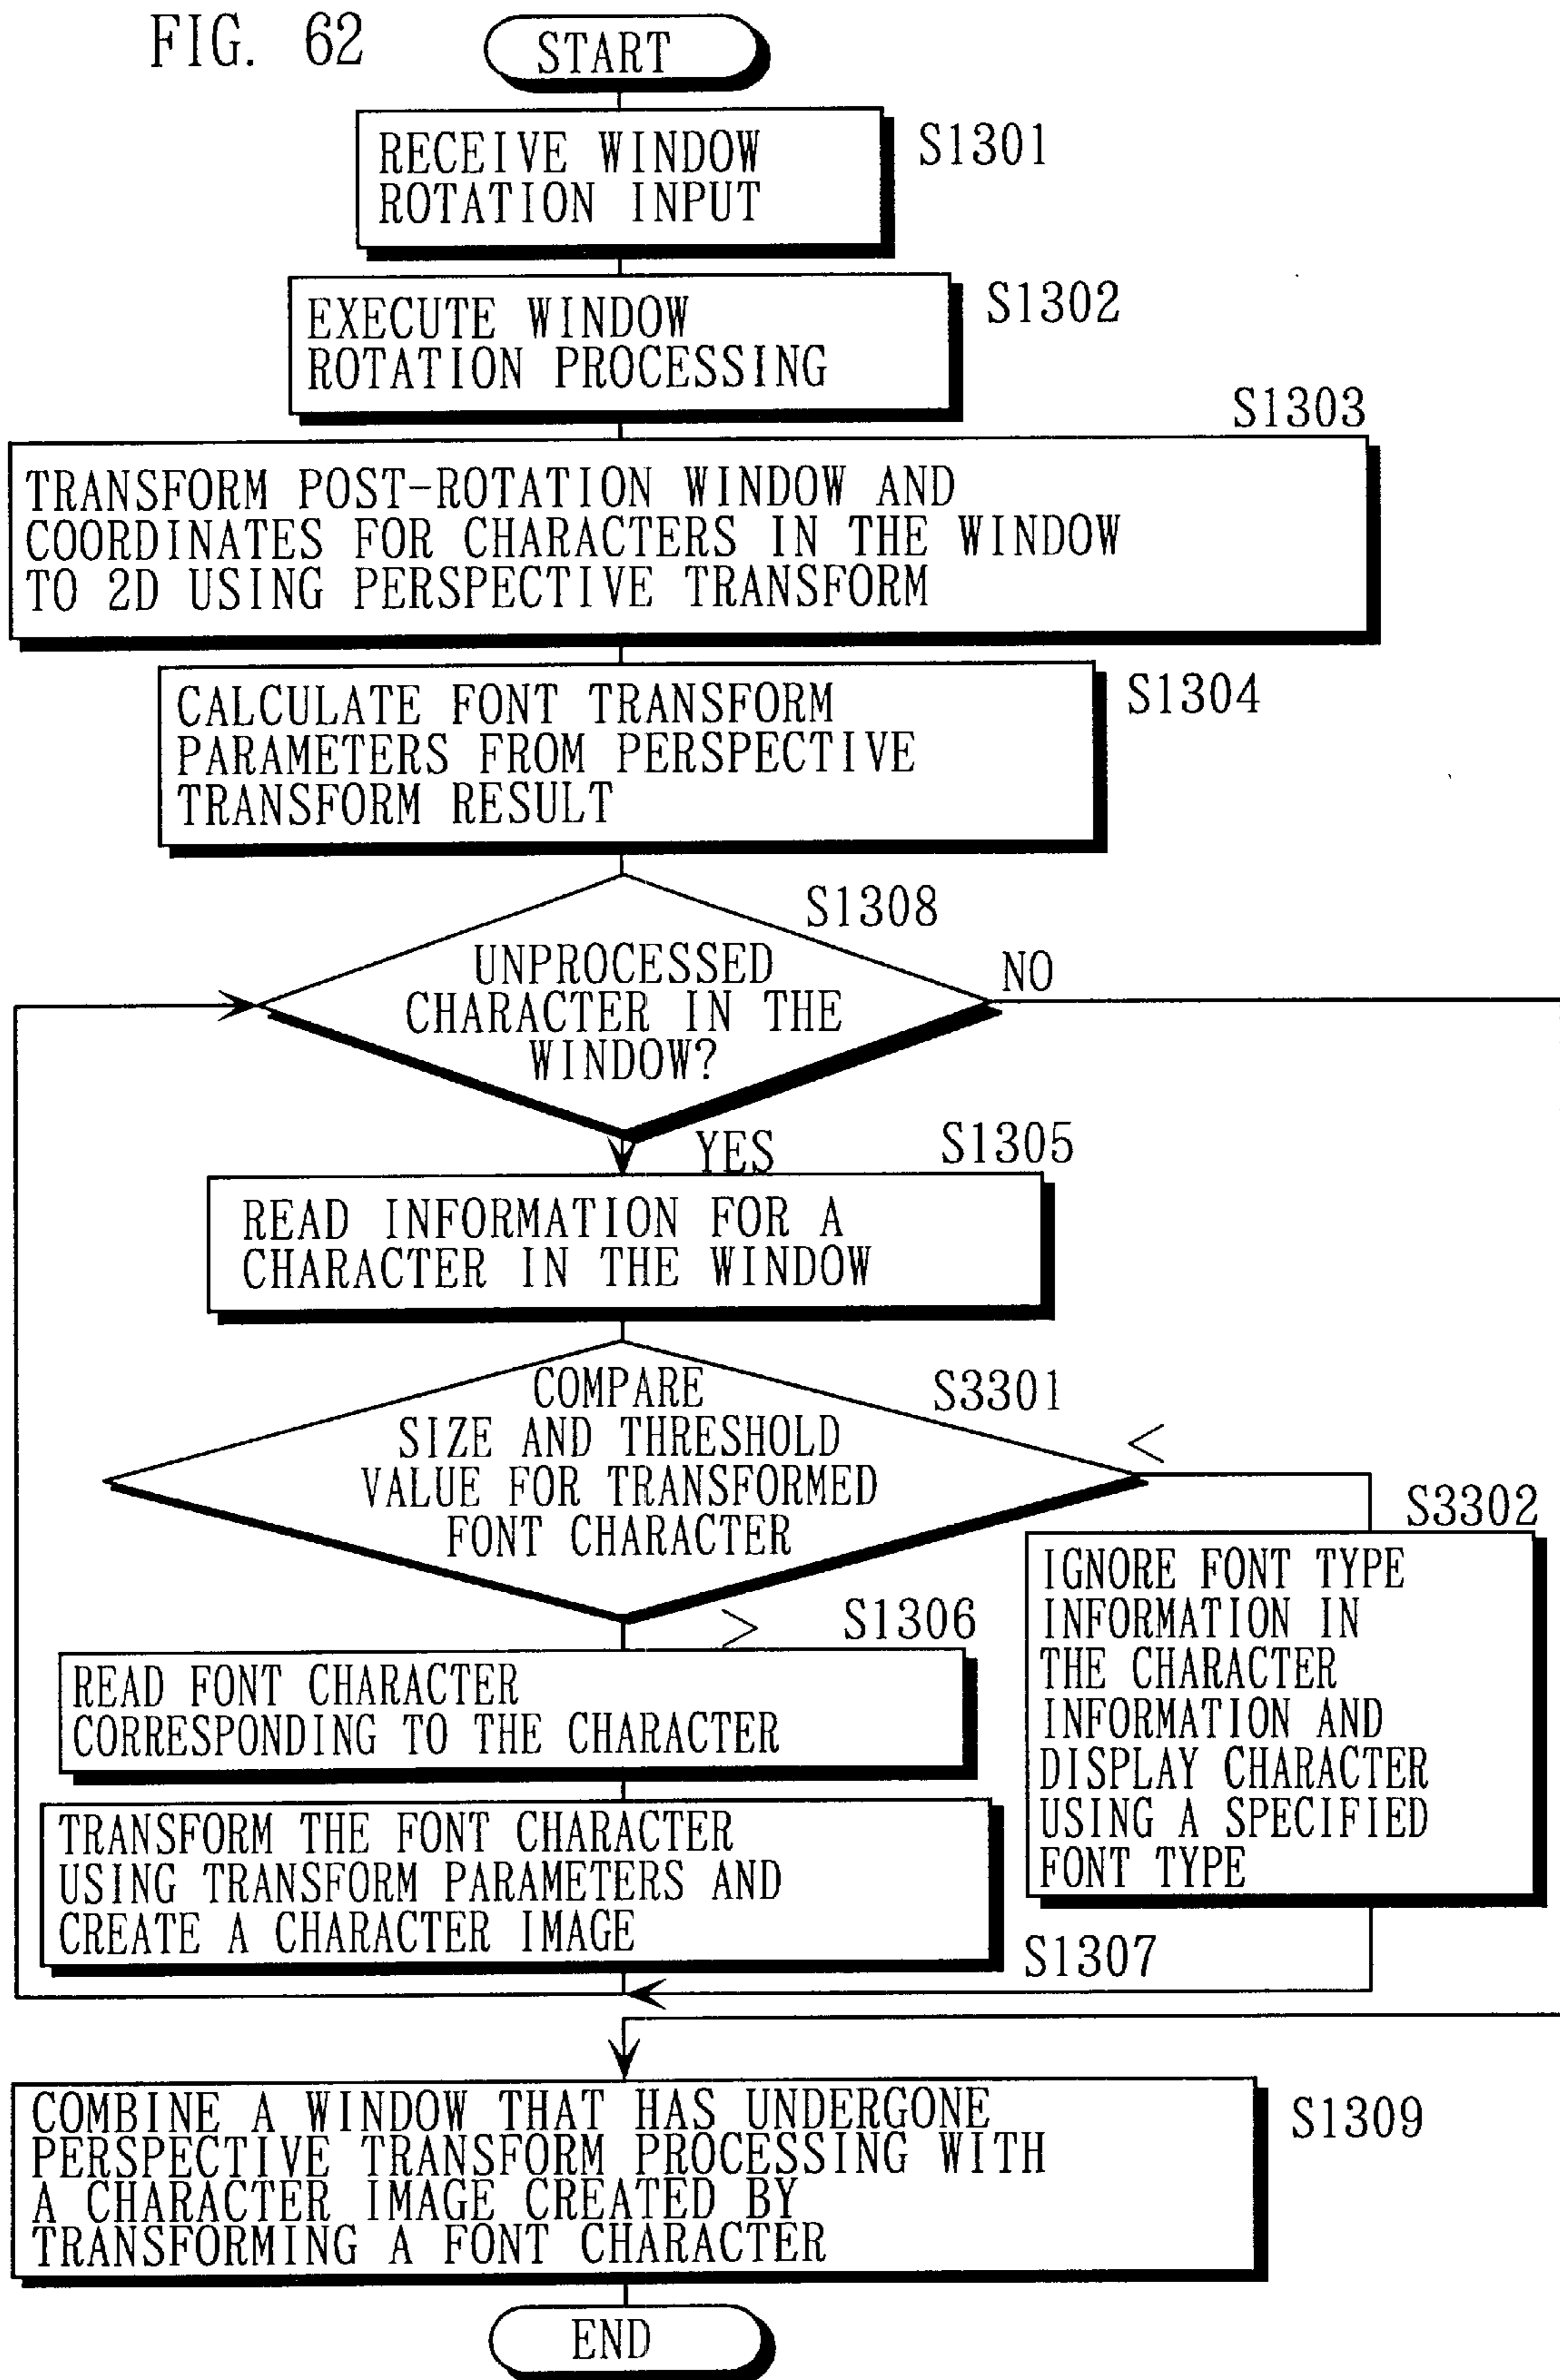 FIG. 62
START
RECEIVE WINDOW
ROTATION INPUT
S1301
EXECUTE WINDOW
ROTATION PROCESSING
S1302
S1303
TRANSFORM POST-ROTATION WINDOW AND
COORDINATES FOR CHARACTERS IN THE WINDOW
TO 2D USING PERSPECTIVE TRANSFORM
CALCULATE FONT TRANSFORM
PARAMETERS FROM PERSPECTIVE
TRANSFORM RESULT
S1304
S1308
UNPROCESSED
CHARACTER IN THE
WINDOW?
NO
YES
S1305
READ INFORMATION FOR A
CHARACTER IN THE WINDOW
COMPARE
SIZE AND THRESHOLD
VALUE FOR TRANSFORMED
FONT CHARACTER
S3301
<
>
S1306
READ FONT CHARACTER
CORRESPONDING TO THE CHARACTER
TRANSFORM THE FONT CHARACTER
USING TRANSFORM PARAMETERS AND
CREATE A CHARACTER IMAGE
S1307
S3302
IGNORE FONT TYPE
INFORMATION IN
THE CHARACTER
INFORMATION AND
DISPLAY CHARACTER
USING A SPECIFIED
FONT TYPE
COMBINE A WINDOW THAT HAS UNDERGONE
PERSPECTIVE TRANSFORM PROCESSING WITH
A CHARACTER IMAGE CREATED BY
TRANSFORMING A FONT CHARACTER
S1309
END